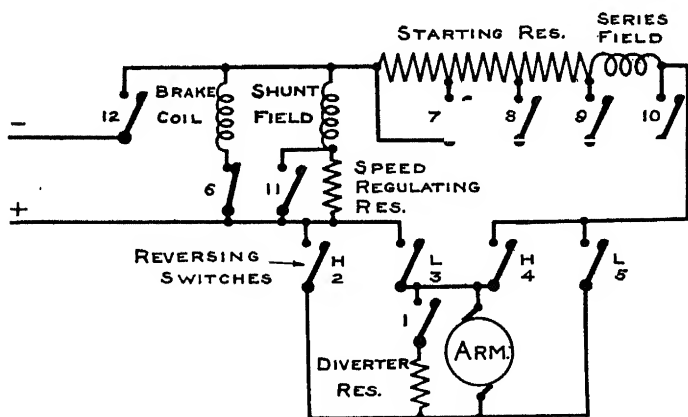 STARTING RES.
SERIES
FIELD
BRAKE
COIL
SHUNT
FIELD
12
7
8
9
10
−
6
11
SPEED
REGULATING
RES.
+
REVERSING
SWITCHES
H
2
L
3
H
4
L
5
1
ARM.
DIVERTER
RES.